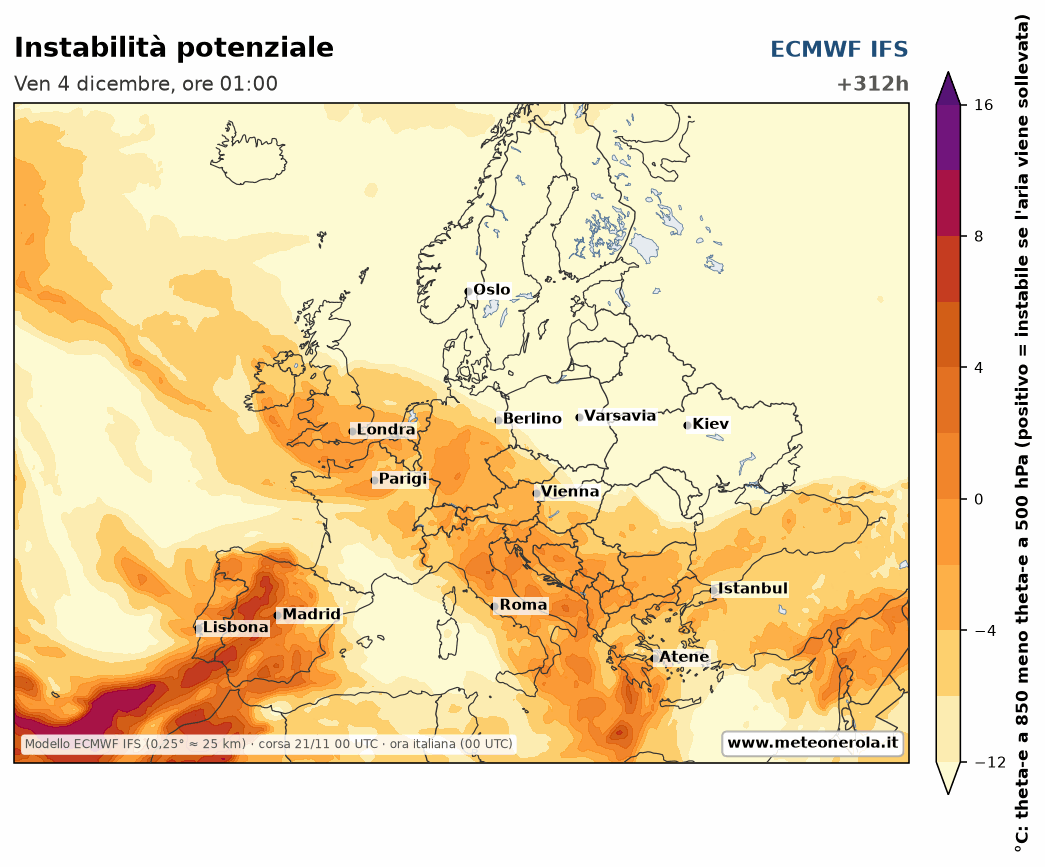 Instabilità potenziale
ECMWF IFS
Ven 4 dicembre, ore 01:00
+312h
16
8
4
0
−4
−12
°C: theta-e a 850 meno theta-e a 500 hPa (positivo = instabile se l'aria viene sollevata)
Oslo
Berlino
Varsavia
Kiev
Londra
Parigi
Vienna
Istanbul
Roma
Madrid
Lisbona
Atene
Modello ECMWF IFS (0,25° ≈ 25 km) · corsa 21/11 00 UTC · ora italiana (00 UTC)
www.meteonerola.it